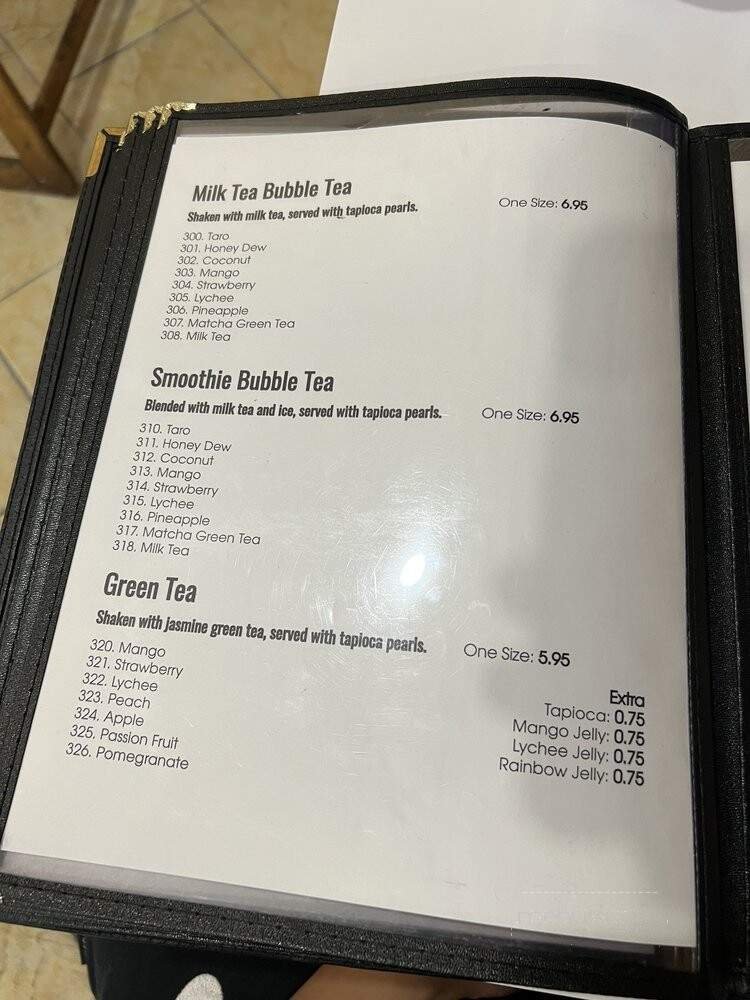 Milk Tea Bubble Tea
Shaken with milk tea, served with tapioca pearls.
One Size: 6.95
300. Taro
301. Honey Dew
302. Coconut
303. Mango
304. Strawberry
305. Lychee
306. Pineapple
307. Matcha Green Tea
308. Milk Tea
Smoothie Bubble Tea
Blended with milk tea and ice, served with tapioca pearls.
One Size: 6.95
310. Taro
311. Honey Dew
312. Coconut
313. Mango
314. Strawberry
315. Lychee
316. Pineapple
317. Matcha Green Tea
318. Milk Tea
Green Tea
Shaken with jasmine green tea, served with tapioca pearls.
One Size: 5.95
320. Mango
321. Strawberry
322. Lychee
323. Peach
324. Apple
325. Passion Fruit
326. Pomegranate
Extra
Tapioca: 0.75
Mango Jelly: 0.75
Lychee Jelly: 0.75
Rainbow Jelly: 0.75